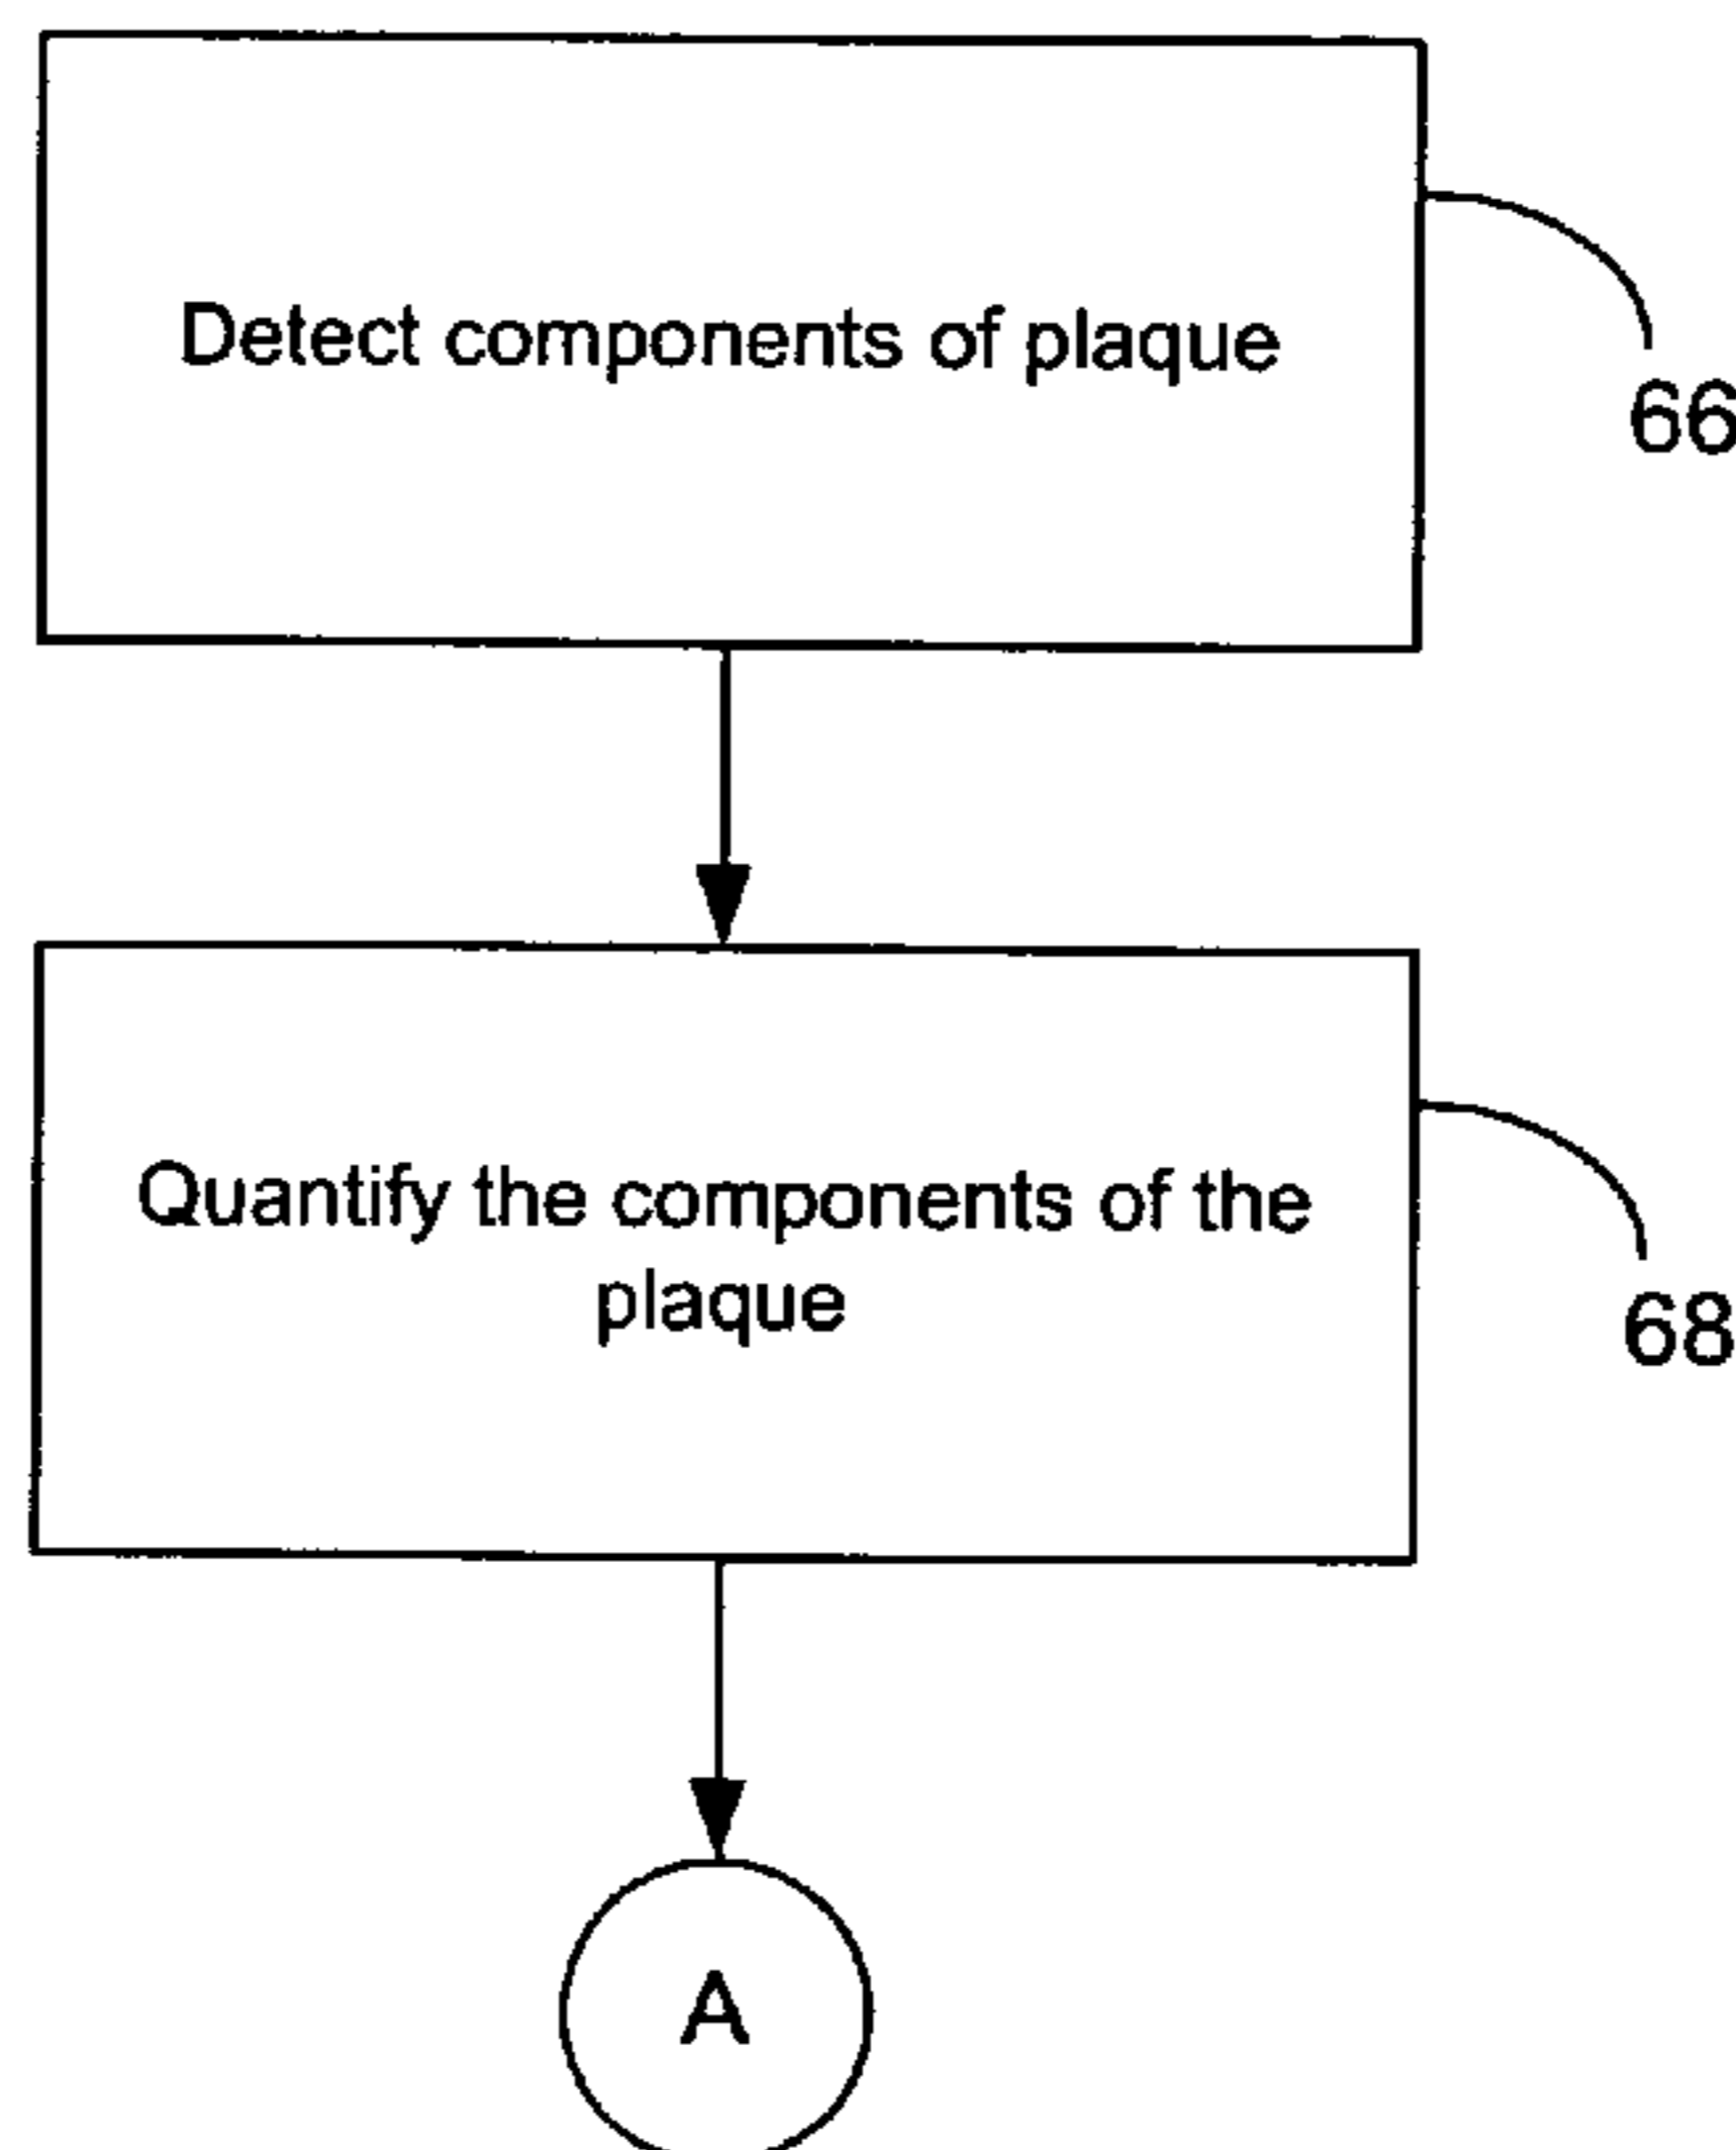 Detect components of plaque
66
Quantify the components of the
plaque
68
A